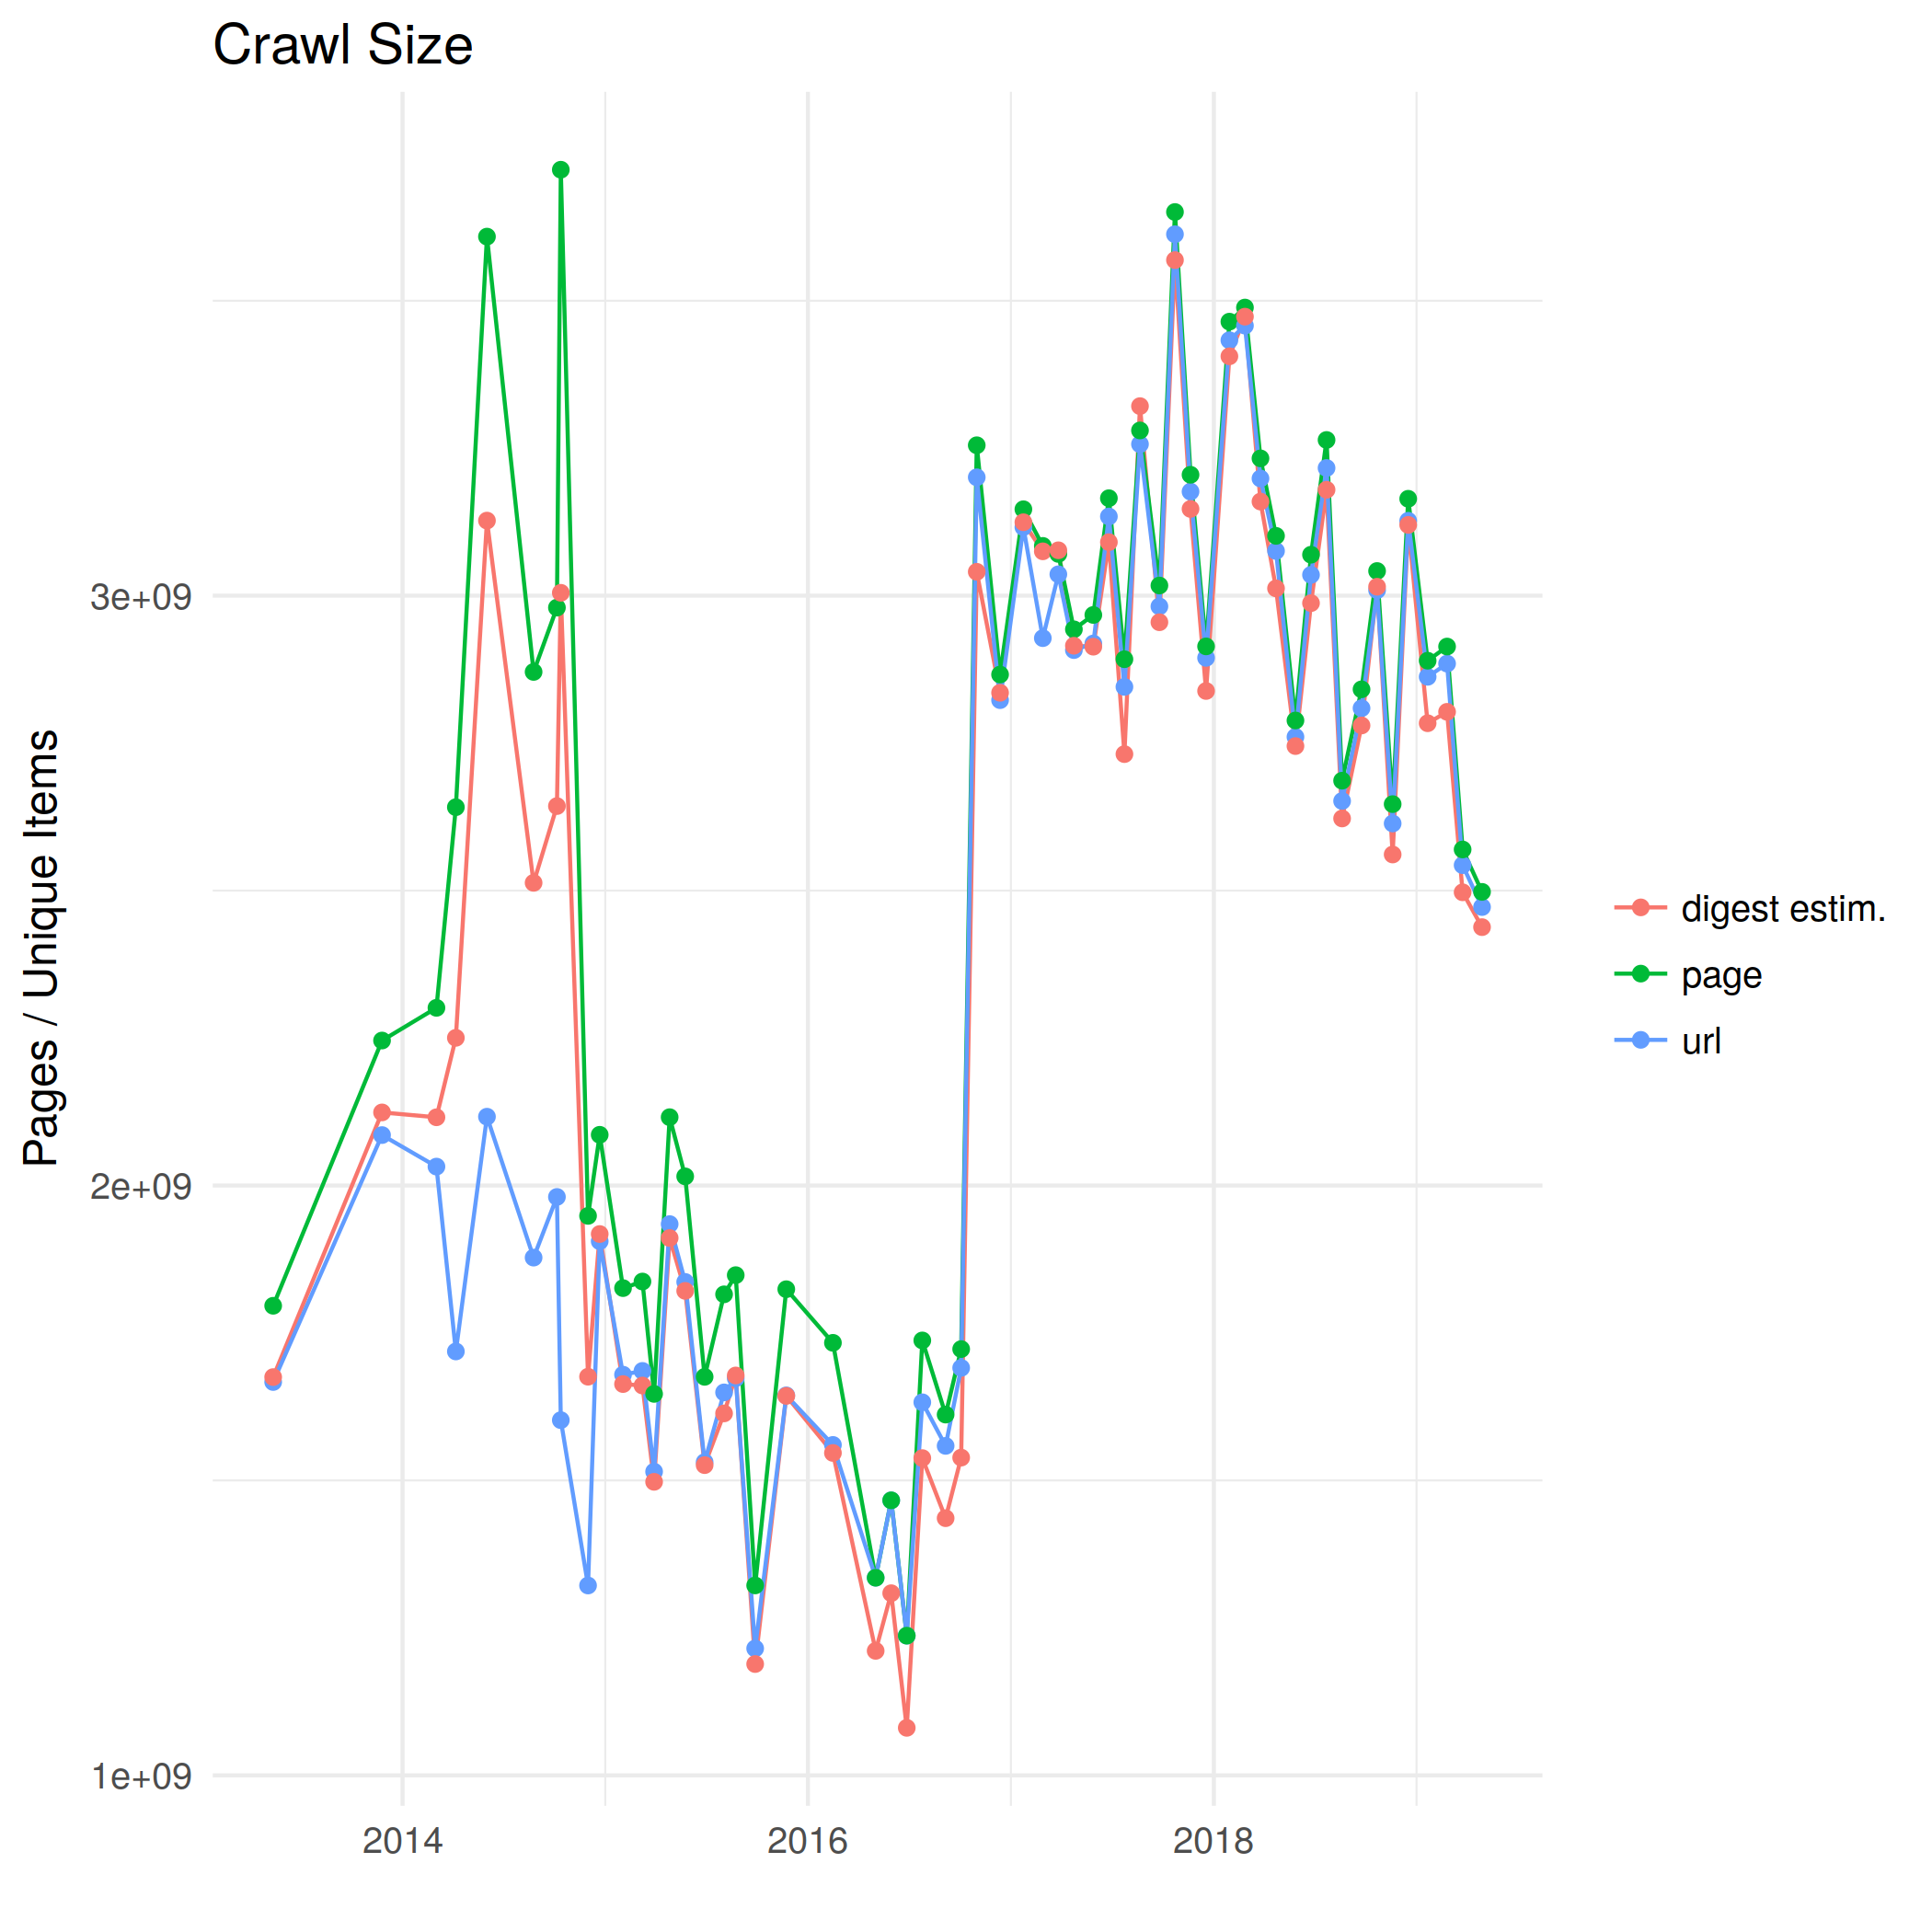 Crawl Size
Pages / Unique Items
3e+09
2e+09
1e+09
2014
2016
2018
digest estim.
page
url